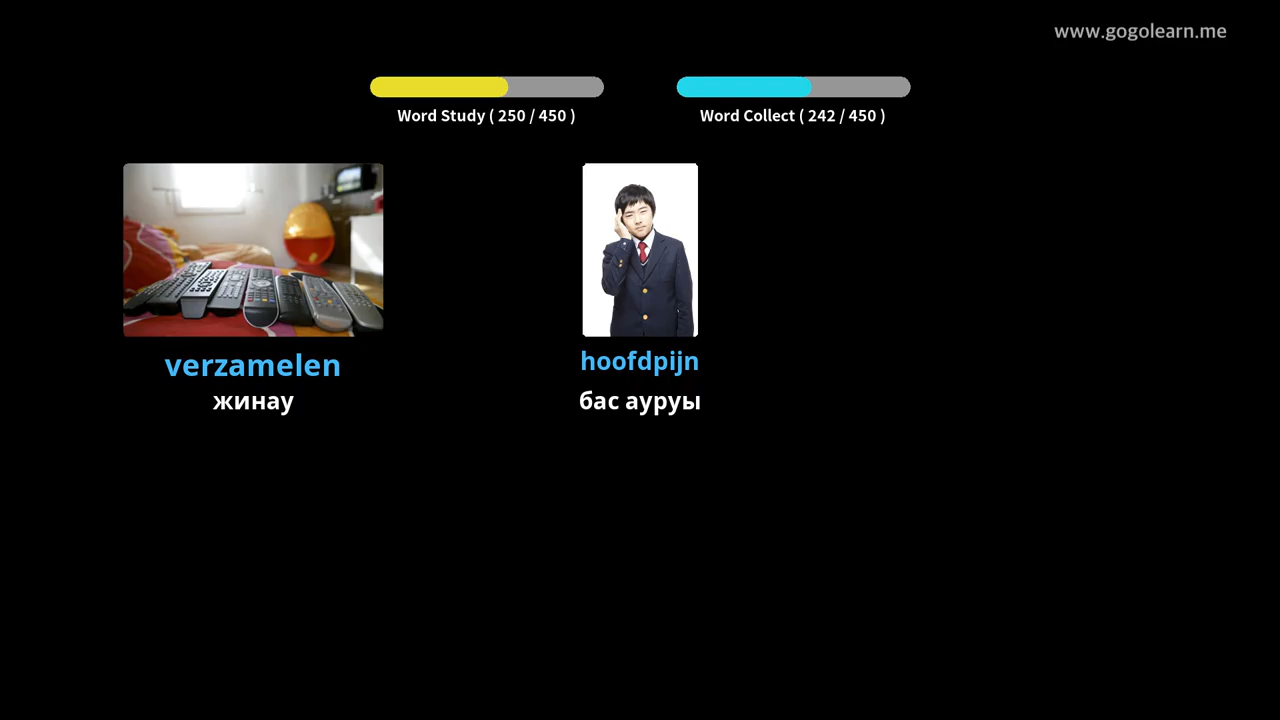 www.gogolearn.me
Word Study ( 250 / 450 )
Word Collect ( 242 / 450 )
verzamelen
жинау
hoofdpijn
бас ауруы